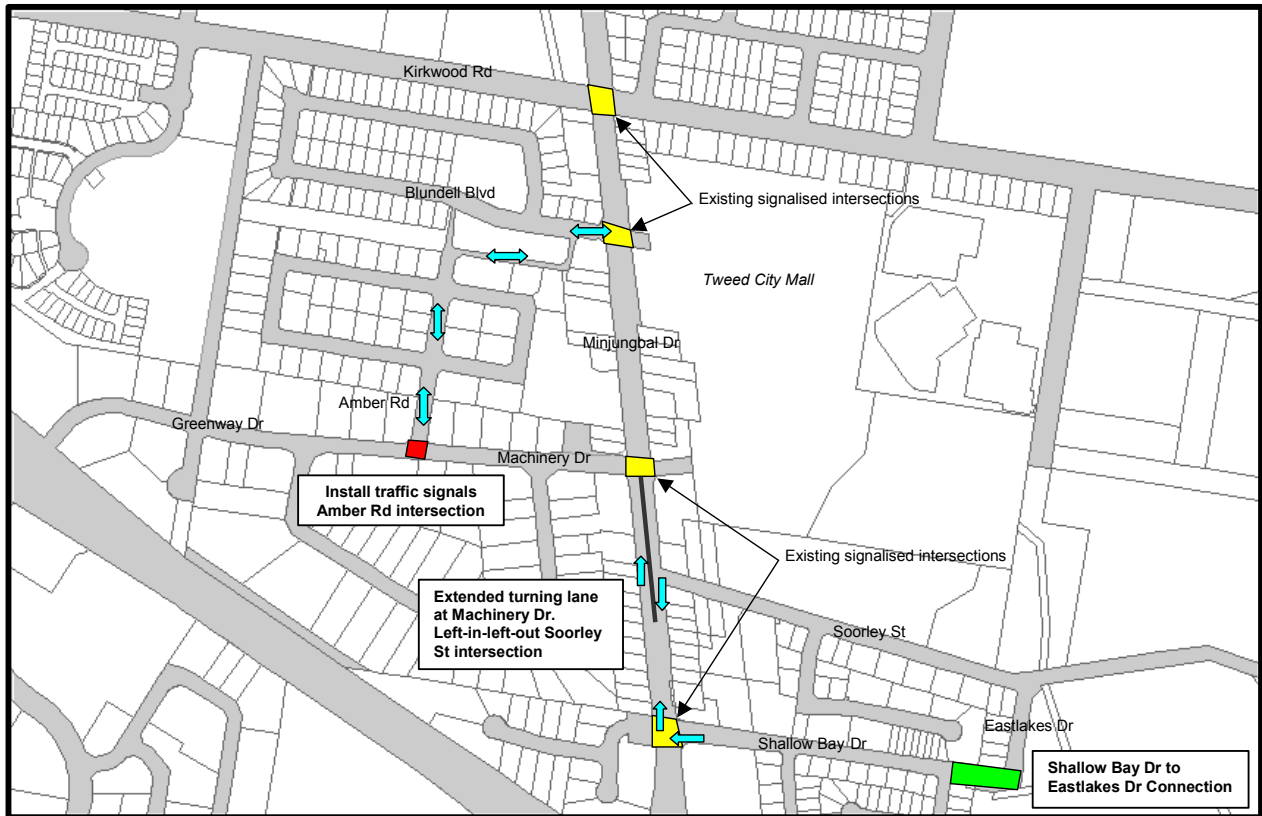 Kirkwood Rd
Existing signalised intersections
Blundell Blvd
Tweed City Mall
Minjungbal Dr
Amber Rd
Greenway Dr
Machinery Dr
Install traffic signals
Amber Rd intersection
Existing signalised intersections
Extended turning lane
at Machinery Dr.
Left-in-left-out Soorley
St intersection
Soorley St
Eastlakes Dr
Shallow Bay Dr
Shallow Bay Dr to
Eastlakes Dr Connection